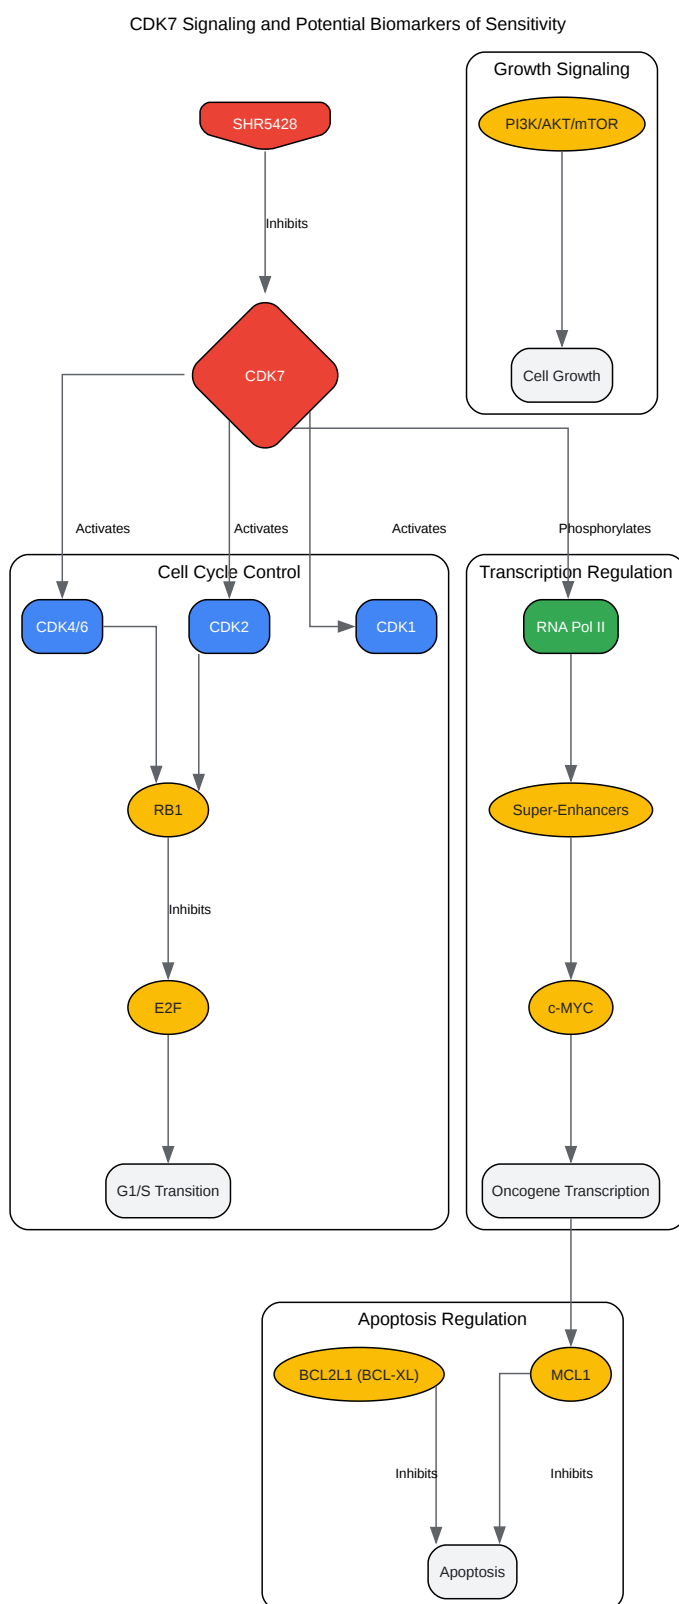 CDK7 Signaling and Potential Biomarkers of Sensitivity
Growth Signaling
SHR5428
PI3K/AKT/mTOR
Inhibits
CDK7
Cell Growth
Activates
Activates
Activates
Phosphorylates
Cell Cycle Control
Transcription Regulation
CDK4/6
CDK2
CDK1
RNA Pol II
RB1
Super-Enhancers
Inhibits
E2F
c-MYC
G1/S Transition
Oncogene Transcription
Apoptosis Regulation
BCL2L1 (BCL-XL)
MCL1
Inhibits
Inhibits
Apoptosis